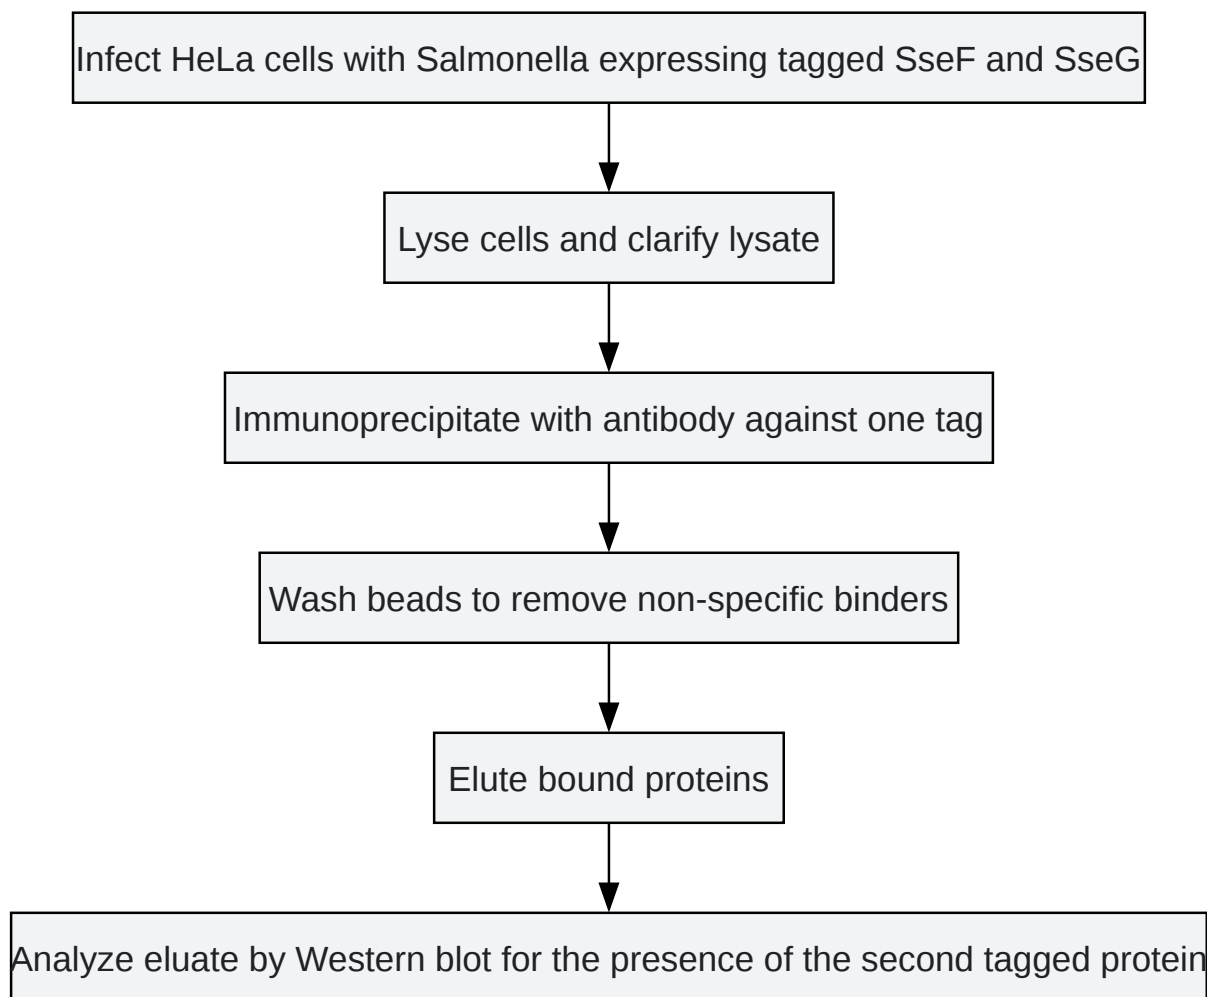 Infect HeLa cells with Salmonella expressing tagged SseF and SseG
Lyse cells and clarify lysate
Immunoprecipitate with antibody against one tag
Wash beads to remove non-specific binders
Elute bound proteins
Analyze eluate by Western blot for the presence of the second tagged protein